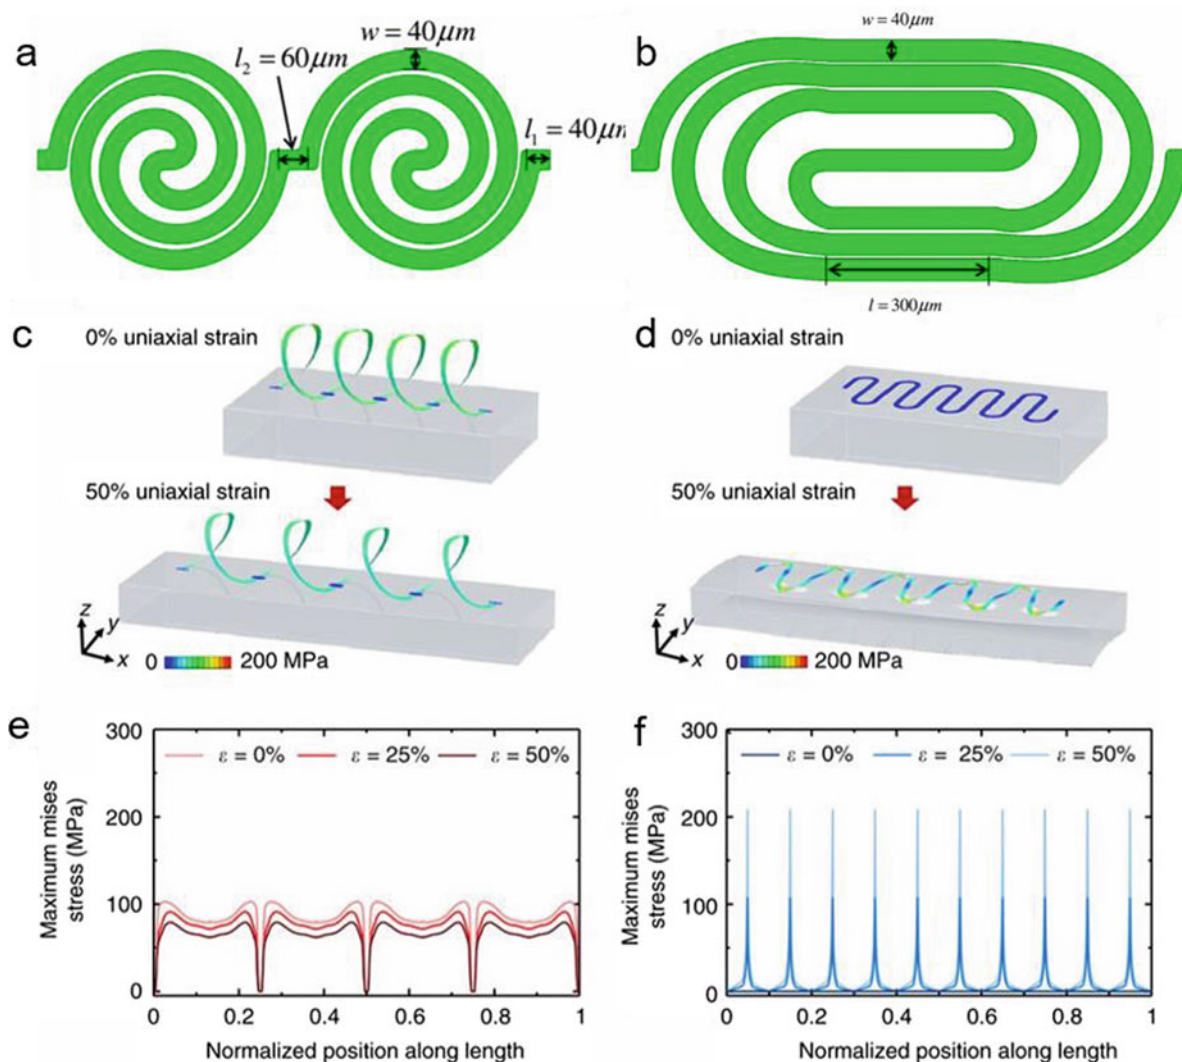 a
l₂ = 60μm
w = 40μm
l₁ = 40μm
b
w = 40μm
l = 300μm
c
0% uniaxial strain
50% uniaxial strain
z
y
x
0
200 MPa
d
0% uniaxial strain
50% uniaxial strain
z
y
x
0
200 MPa
e
Maximum mises
stress (MPa)
300
200
100
0
ε = 0%
ε = 25%
ε = 50%
0
0.2
0.4
0.6
0.8
1
Normalized position along length
f
Maximum mises
stress (MPa)
300
200
100
0
ε = 0%
ε = 25%
ε = 50%
0
0.2
0.4
0.6
0.8
1
Normalized position along length